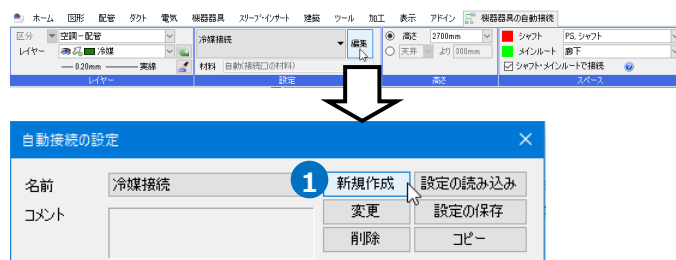 ホーム 図形 配管 ダクト 電気 機器器具 スリーブ・インサート 建築 ツール 加工 表示 アドイン 機器器具の自動接続
区分 空調－配管 冷媒接続 編集 高さ 2700mm シャフト PS, シャフト
レイヤー 冷媒 天井 より 300mm メインルート 廊下
0.20mm 実線 材料 自動(接続口の材料) シャフト・メインルートで接続
レイヤー 設定 高さ スペース
自動接続の設定
名前 冷媒接続 1 新規作成 設定の読み込み
コメント 変更 設定の保存
削除 コピー